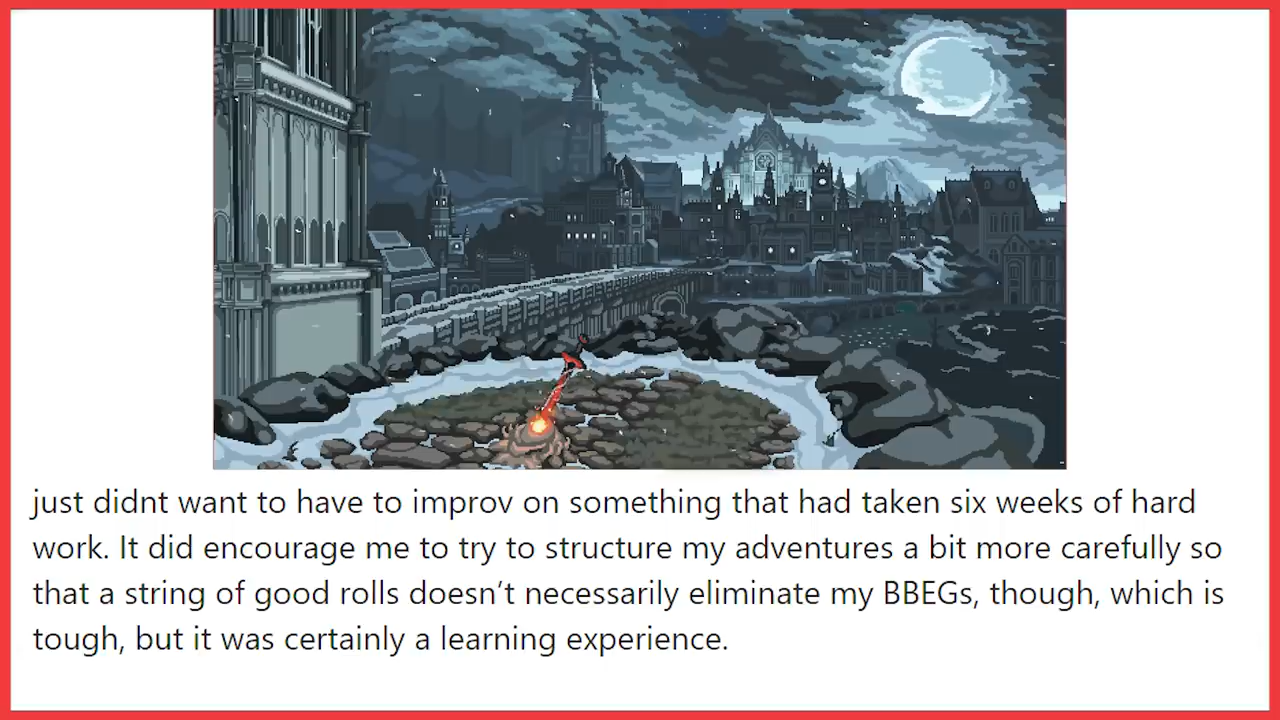 just didnt want to have to improv on something that had taken six weeks of hard
work. It did encourage me to try to structure my adventures a bit more carefully so
that a string of good rolls doesn’t necessarily eliminate my BBEGs, though, which is
tough, but it was certainly a learning experience.